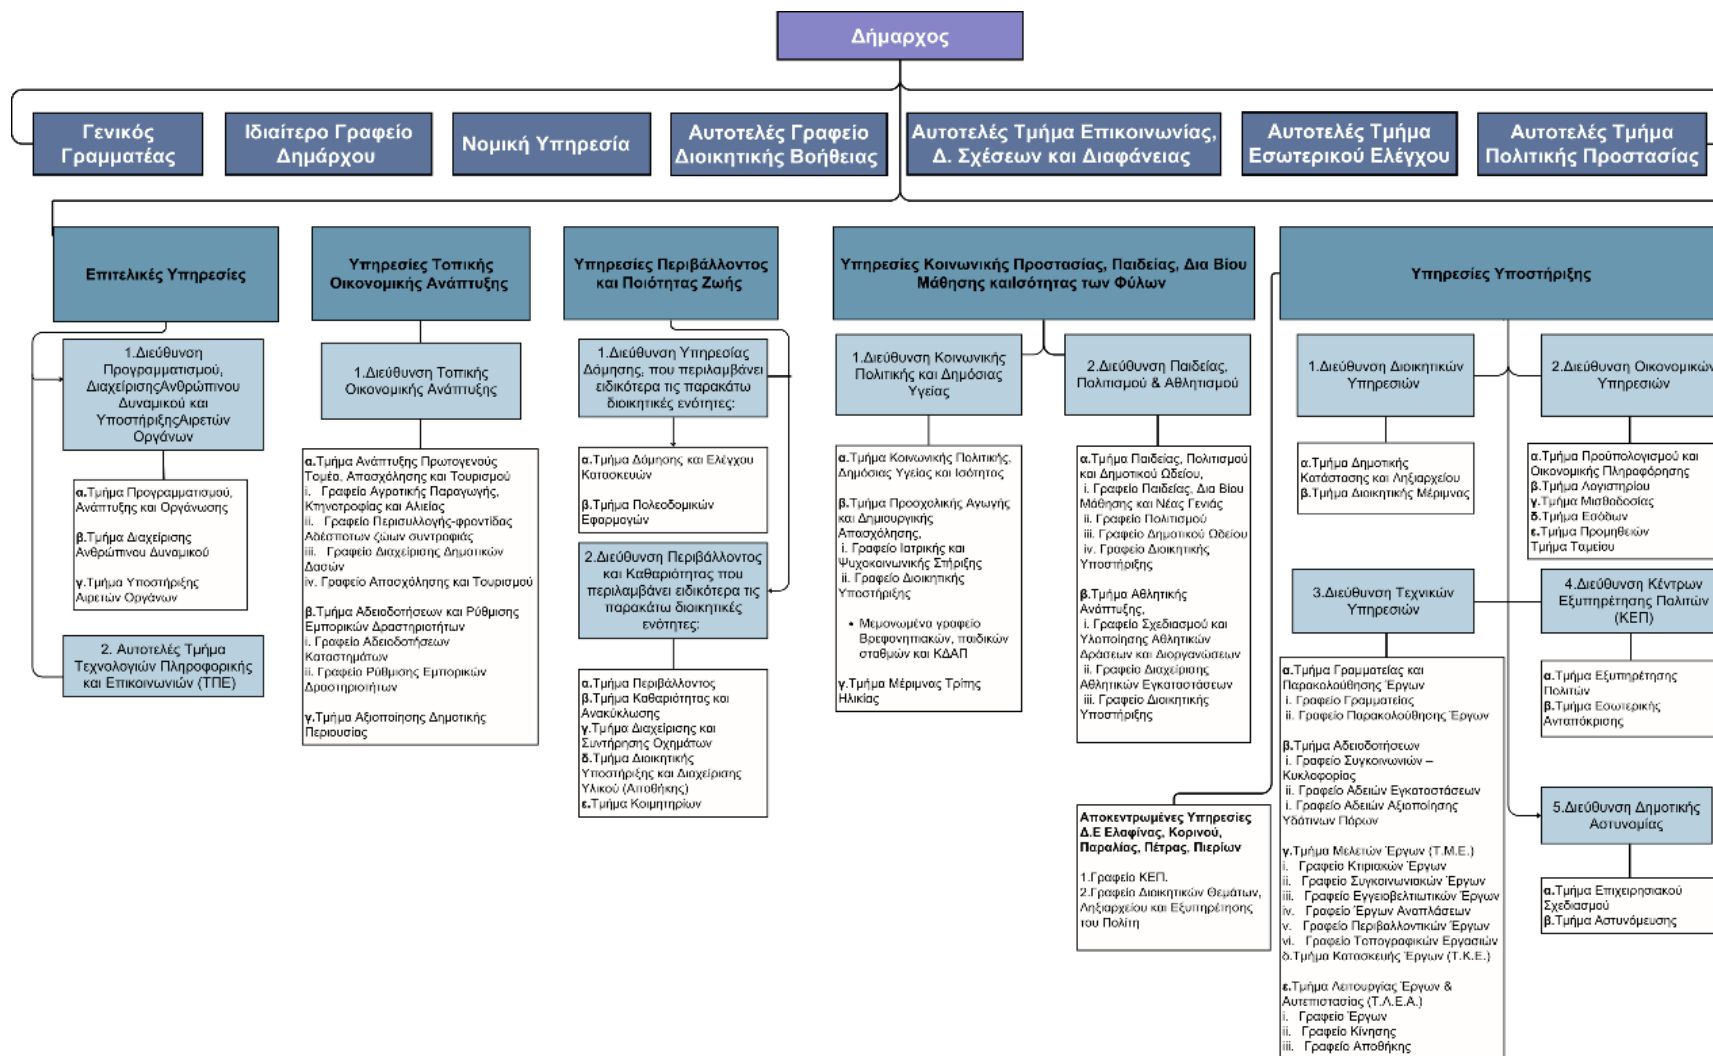 Δήμαρχος
Γενικός
Γραμματέας
Ιδιαίτερο Γραφείο
Δημάρχου
Νομική Υπηρεσία
Αυτοτελές Γραφείο
Διοικητικής Βοήθειας
Αυτοτελές Τμήμα Επικοινωνίας,
Δ. Σχέσεων και Διαφάνειας
Αυτοτελές Τμήμα
Εσωτερικού Ελέγχου
Αυτοτελές Τμήμα
Πολιτικής Προστασίας
Επιτελικές Υπηρεσίες
1.Διεύθυνση
Προγραμματισμού,
ΔιαχείρισηςΑνθρώπινου
Δυναμικού και
ΥποστήριξηςΑιρετών
Οργάνων
α.Τμήμα Προγραμματισμού,
Ανάπτυξης και Οργάνωσης
β.Τμήμα Διαχείρισης
Ανθρώπινου Δυναμικού
γ.Τμήμα Υποστήριξης
Αιρετών Οργάνων
2. Αυτοτελές Τμήμα
Τεχνολογιών Πληροφορικής
και Επικοινωνιών (ΤΠΕ)
Υπηρεσίες Τοπικής
Οικονομικής Ανάπτυξης
1.Διεύθυνση Τοπικής
Οικονομικής Ανάπτυξης
α.Τμήμα Ανάπτυξης Πρωτογενούς
Τομέα, Απασχόλησης και Τουρισμού
i. Γραφείο Αγροτικής Παραγωγής,
Κτηνοτροφίας και Αλιείας
ii. Γραφείο Περισυλλογής-φροντίδας
Αδέσποτων ζώων συντροφιάς
iii. Γραφείο Διαχείρισης Δημοτικών
Δασών
iv. Γραφείο Απασχόλησης και Τουρισμού
β.Τμήμα Αδειοδοτήσεων και Ρύθμισης
Εμπορικών Δραστηριοτήτων
i. Γραφείο Αδειοδοτήσεων
Καταστημάτων
ii. Γραφείο Ρύθμισης Εμπορικών
Δραστηριοτήτων
γ.Τμήμα Αξιοποίησης Δημοτικής
Περιουσίας
Υπηρεσίες Περιβάλλοντος
και Ποιότητας Ζωής
1.Διεύθυνση Υπηρεσίας
Δόμησης, που περιλαμβάνει
ειδικότερα τις παρακάτω
διοικητικές ενότητες:
α.Τμήμα Δόμησης και Ελέγχου
Κατασκευών
β.Τμήμα Πολεοδομικών
Εφαρμογών
2.Διεύθυνση Περιβάλλοντος
και Καθαριότητας που
περιλαμβάνει ειδικότερα τις
παρακάτω διοικητικές
ενότητες:
α.Τμήμα Περιβάλλοντος
β.Τμήμα Καθαριότητας και
Ανακύκλωσης
γ.Τμήμα Διαχείρισης και
Συντήρησης Οχημάτων
δ.Τμήμα Διοικητικής
Υποστήριξης και Διαχείρισης
Υλικού (Αποθήκης)
ε.Τμήμα Κοιμητηρίων
Υπηρεσίες Κοινωνικής Προστασίας, Παιδείας, Δια Βίου
Μάθησης καιΙσότητας των Φύλων
1.Διεύθυνση Κοινωνικής
Πολιτικής και Δημόσιας
Υγείας
α.Τμήμα Κοινωνικής Πολιτικής,
Δημόσιας Υγείας και Ισότητας
β.Τμήμα Προσχολικής Αγωγής
και Δημιουργικής
Απασχόλησης,
i. Γραφείο Ιατρικής και
Ψυχοκοινωνικής Στήριξης
ii. Γραφείο Διοικητικής
Υποστήριξης
• Μεμονωμένα γραφεία
Βρεφονηπιακών, παιδικών
σταθμών και ΚΔΑΠ
γ.Τμήμα Μέριμνας Τρίτης
Ηλικίας
2.Διεύθυνση Παιδείας,
Πολιτισμού & Αθλητισμού
α.Τμήμα Παιδείας, Πολιτισμού
και Δημοτικού Ωδείου,
i. Γραφείο Παιδείας, Δια Βίου
Μάθησης και Νέας Γενιάς
ii. Γραφείο Πολιτισμού
iii. Γραφείο Δημοτικού Ωδείου
iv. Γραφείο Διοικητικής
Υποστήριξης
β.Τμήμα Αθλητικής
Ανάπτυξης,
i. Γραφείο Σχεδιασμού και
Υλοποίησης Αθλητικών
Δράσεων και Διοργανώσεων
ii. Γραφείο Διαχείρισης
Αθλητικών Εγκαταστάσεων
iii. Γραφείο Διοικητικής
Υποστήριξης
Υπηρεσίες Υποστήριξης
Αποκεντρωμένες Υπηρεσίες
Δ.Ε Ελαφίνας, Κορινού,
Παραλίας, Πέτρας, Πιερίων
1.Γραφείο ΚΕΠ.
2.Γραφείο Διοικητικών Θεμάτων,
Ληξιαρχείου και Εξυπηρέτησης
του Πολίτη
1.Διεύθυνση Διοικητικών
Υπηρεσιών
α.Τμήμα Δημοτικής
Κατάστασης και Ληξιαρχείου
β.Τμήμα Διοικητικής Μέριμνας
2.Διεύθυνση Οικονομικών
Υπηρεσιών
α.Τμήμα Προϋπολογισμού και
Οικονομικής Πληροφόρησης
β.Τμήμα Λογιστηρίου
γ.Τμήμα Μισθοδοσίας
δ.Τμήμα Εσόδων
ε.Τμήμα Προμηθειών
Τμήμα Ταμείου
3.Διεύθυνση Τεχνικών
Υπηρεσιών
α.Τμήμα Γραμματείας και
Παρακολούθησης Έργων
i. Γραφείο Γραμματείας
ii. Γραφείο Παρακολούθησης Έργων
β.Τμήμα Αδειοδοτήσεων
i. Γραφείο Συγκοινωνιών –
Κυκλοφορίας
ii. Γραφείο Αδειών Εγκαταστάσεων
i. Γραφείο Αδειών Αξιοποίησης
Υδάτινων Πόρων
γ.Τμήμα Μελετών Έργων (Τ.Μ.Ε.)
i. Γραφείο Κτιριακών Έργων
ii. Γραφείο Συγκοινωνιακών Έργων
iii. Γραφείο Εγγειοβελτιωτικών Έργων
iv. Γραφείο Έργων Αναπλάσεων
v. Γραφείο Περιβαλλοντικών Έργων
vi. Γραφείο Τοπογραφικών Εργασιών
δ.Τμήμα Κατασκευής Έργων (Τ.Κ.Ε.)
ε.Τμήμα Λειτουργίας Έργων &
Αυτεπιστασίας (Τ.Λ.Ε.Α.)
i. Γραφείο Έργων
ii. Γραφείο Κίνησης
iii. Γραφείο Αποθήκης
4.Διεύθυνση Κέντρων
Εξυπηρέτησης Πολιτών
(ΚΕΠ)
α.Τμήμα Εξυπηρέτησης
Πολιτών
β.Τμήμα Εσωτερικής
Ανταπόκρισης
5.Διεύθυνση Δημοτικής
Αστυνομίας
α.Τμήμα Επιχειρησιακού
Σχεδιασμού
β.Τμήμα Αστυνόμευσης